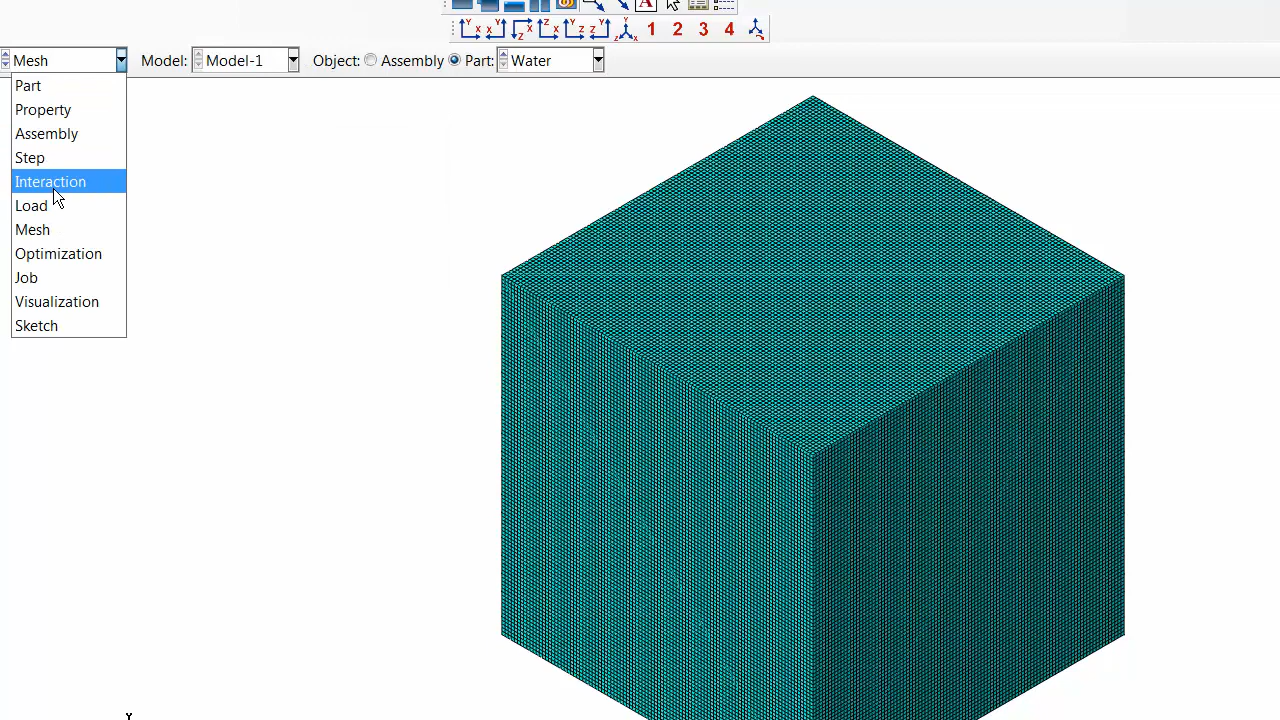 A
Y X Y X Z X Z X Y Z Z Y Y Z X 1 2 3 4
Mesh Model: Model-1 Object: Assembly Part: Water
Part
Property
Assembly
Step
Interaction
Load
Mesh
Optimization
Job
Visualization
Sketch
Y